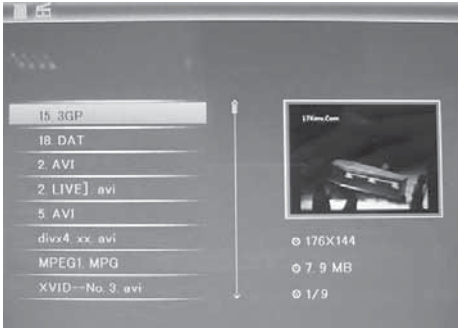 15. 3GP
18. DAT
2. AVI
2. LIVE]. avi
5. AVI
divx4. xx. avi
MPEG1. MPG
XVID--No. 3. avi
176X144
7. 9 MB
1/9